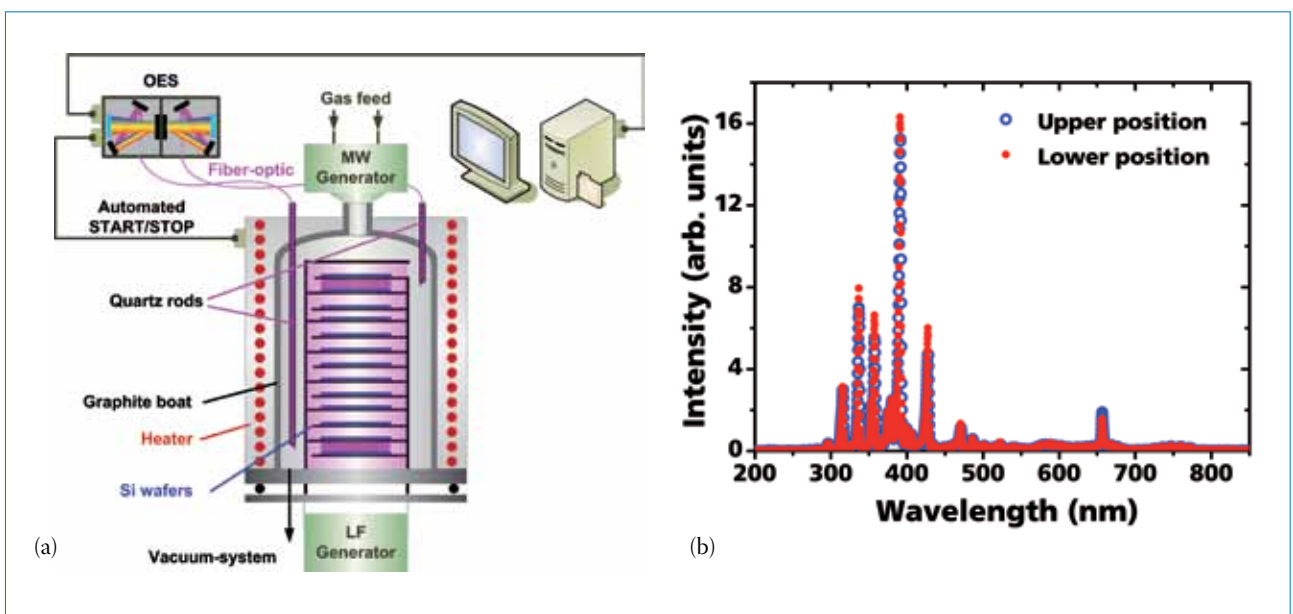 OES
Gas feed
MW
Generator
Fiber-optic
Automated
START/STOP
Quartz rods
Graphite boat
Heater
Si wafers
LF
Generator
Vacuum-system
(a)
Intensity (arb. units)
16
12
8
4
0
Upper position
Lower position
200 300 400 500 600 700 800
Wavelength (nm)
(b)